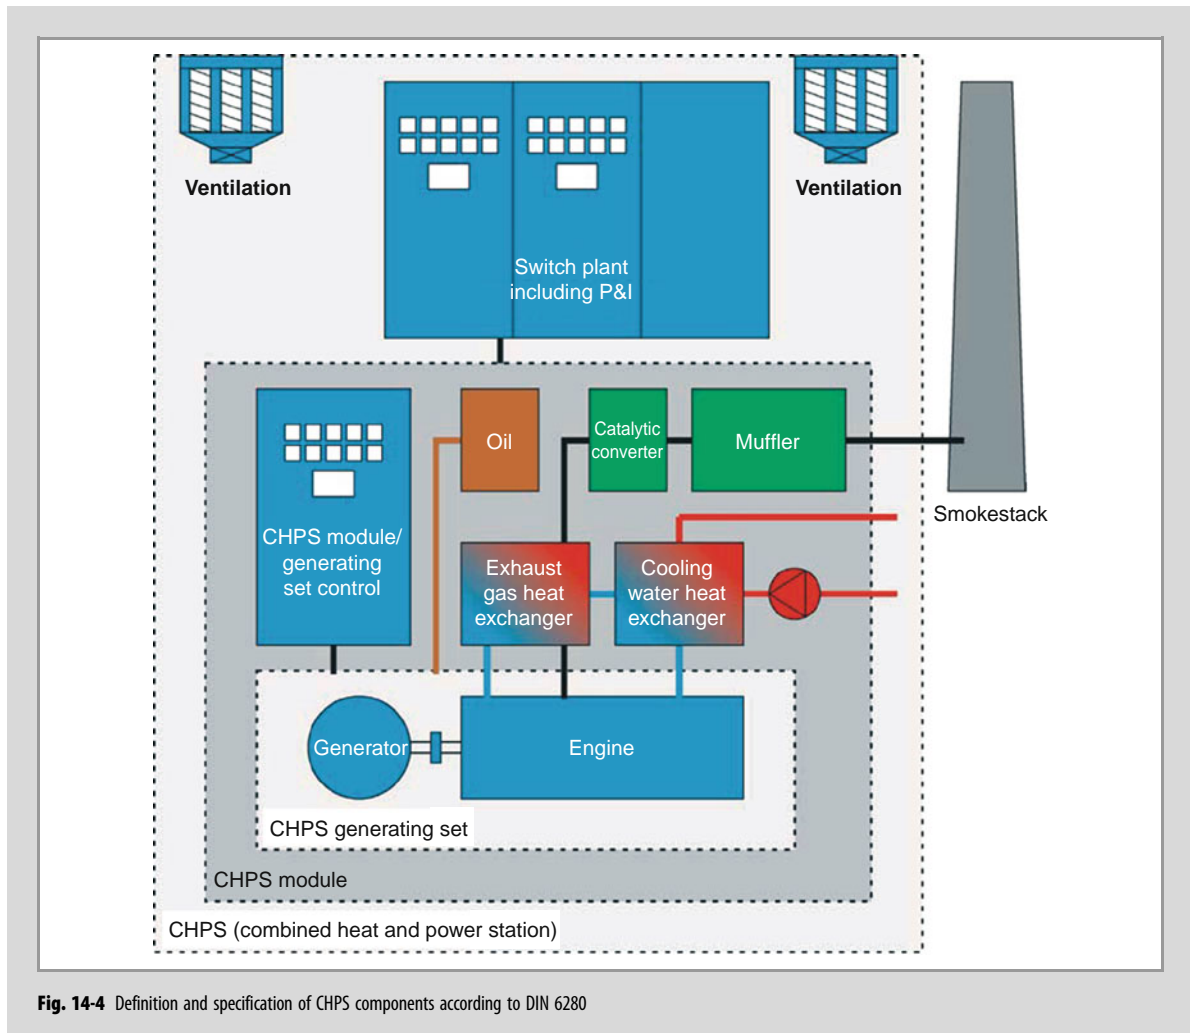 Ventilation
Ventilation
Switch plant
including P&I
Oil
Catalytic
converter
Muffler
Smokestack
CHPS module/
generating
set control
Exhaust
gas heat
exchanger
Cooling
water heat
exchanger
Generator
Engine
CHPS generating set
CHPS module
CHPS (combined heat and power station)
Fig. 14-4 Definition and specification of CHPS components according to DIN 6280